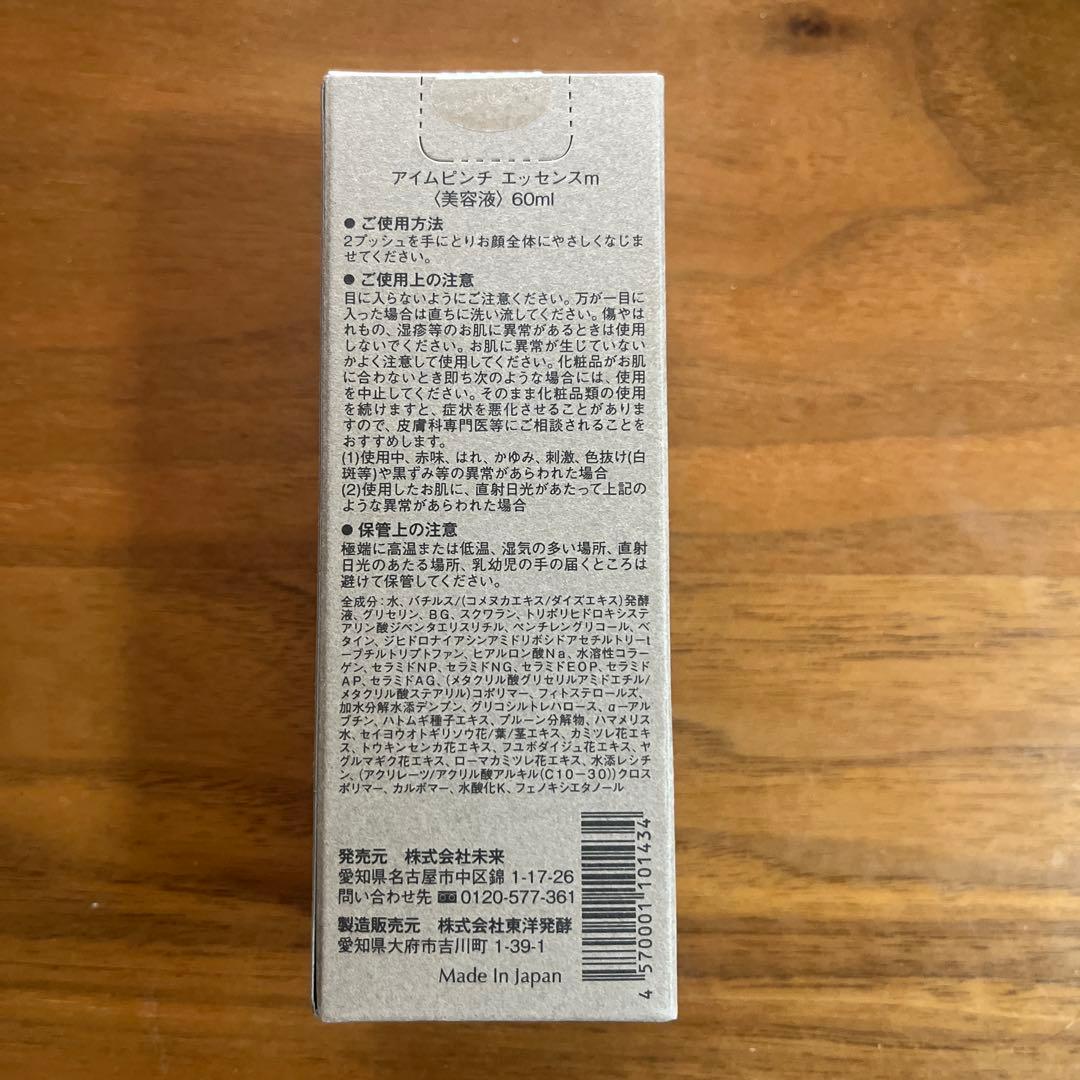 アイムピンチ エッセンスm
〈美容液〉60ml
● ご使用方法
2プッシュを手にとりお顔全体にやさしくなじま
せてください。
● ご使用上の注意
目に入らないようにご注意ください。万が一目に
入った場合は直ちに洗い流してください。傷やは
れもの、湿疹等のお肌に異常があるときは使用
しないでください。お肌に異常が生じていない
かよく注意して使用してください。化粧品がお肌
に合わないとき即ち次のような場合には、使用
を中止してください。そのまま化粧品類の使用
を続けますと、症状を悪化させることがありま
すので、皮膚科専門医等にご相談されることを
おすすめします。
(1)使用中、赤味、はれ、かゆみ、刺激、色抜け(白
斑等)や黒ずみ等の異常があらわれた場合
(2)使用したお肌に、直射日光があたって上記の
ような異常があらわれた場合
● 保管上の注意
極端に高温または低温、湿気の多い場所、直射
日光のあたる場所、乳幼児の手の届くところは
避けて保管してください。
全成分：水、バチルス/(コメヌカエキス/ダイズエキス)発酵
液、グリセリン、BG、スクワラン、トリポリヒドロキシステ
アリン酸ジペンタエリスリチル、ペンチレングリコール、ベ
タイン、ジヒドロナイアシンアミドリボシドアセチルトリーt
ーブチルトリプトファン、ヒアルロン酸Na、水溶性コラー
ゲン、セラミドNP、セラミドNG、セラミドEOP、セラミド
AP、セラミドAG、(メタクリル酸グリセリルアミドエチル/
メタクリル酸ステアリル)コポリマー、フィトステロールズ、
加水分解水添デンプン、グリコシルトレハロース、α－アル
ブチン、ハトムギ種子エキス、プルーン分解物、ハマメリス
水、セイヨウオトギリソウ花/葉/茎エキス、カミツレ花エキ
ス、トウキンセンカ花エキス、フユボダイジュ花エキス、ヤ
グルマギク花エキス、ローマカミツレ花エキス、水添レシチ
ン、(アクリレーツ/アクリル酸アルキル(C10－30))クロス
ポリマー、カルボマー、水酸化K、フェノキシエタノール
発売元 株式会社未来
愛知県名古屋市中区錦 1-17-26
問い合わせ先 0120-577-361
製造販売元 株式会社東洋発酵
愛知県大府市吉川町 1-39-1
Made In Japan
4 570001 101434